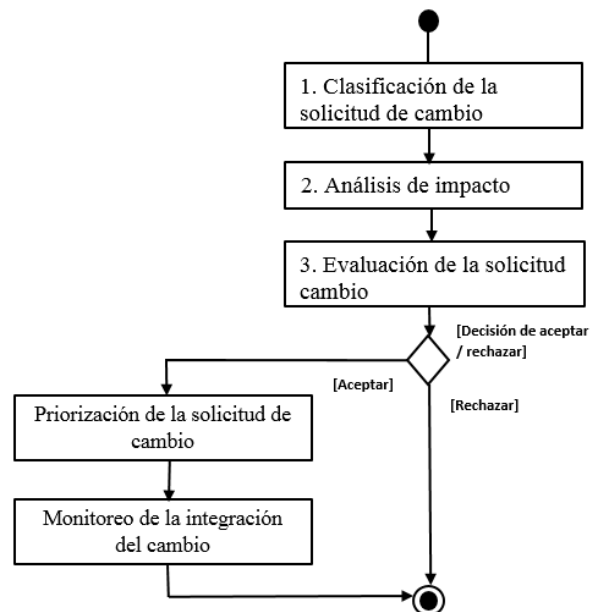 1. Clasificación de la
solicitud de cambio
2. Análisis de impacto
3. Evaluación de la solicitud
cambio
[Decisión de aceptar
/ rechazar]
[Aceptar]
[Rechazar]
Priorización de la solicitud de
cambio
Monitoreo de la integración
del cambio